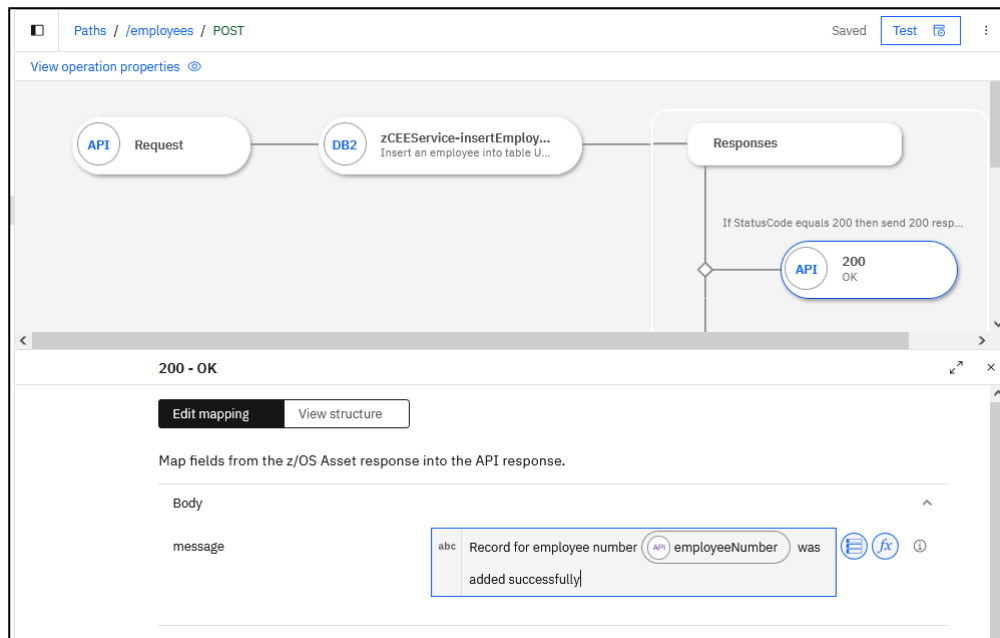 Paths / /employees / POST
Saved
Test
View operation properties
API
Request
DB2
zCEEService-insertEmploy...
Insert an employee into table U...
Responses
If StatusCode equals 200 then send 200 resp...
API
200
OK
200 - OK
Edit mapping
View structure
Map fields from the z/OS Asset response into the API response.
Body
message
abc
Record for employee number API employeeNumber was
added successfully
fx